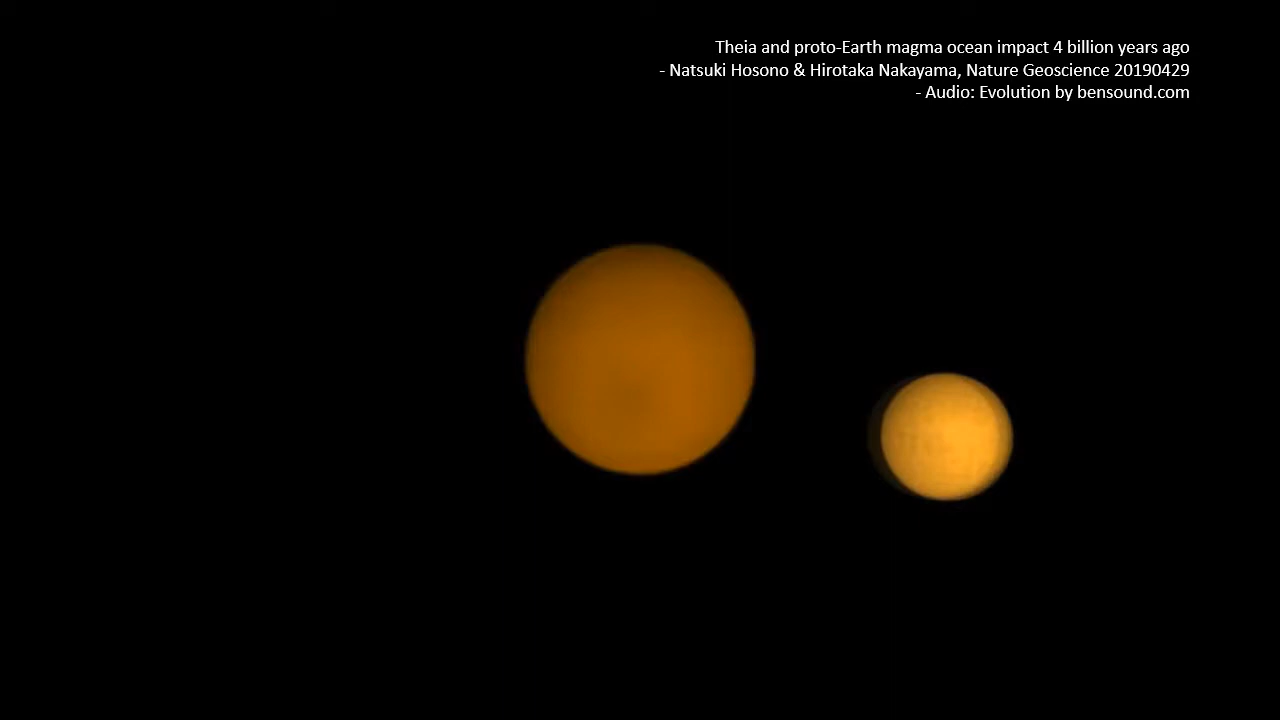 Theia and proto-Earth magma ocean impact 4 billion years ago
- Natsuki Hosono & Hirotaka Nakayama, Nature Geoscience 20190429
- Audio: Evolution by bensound.com